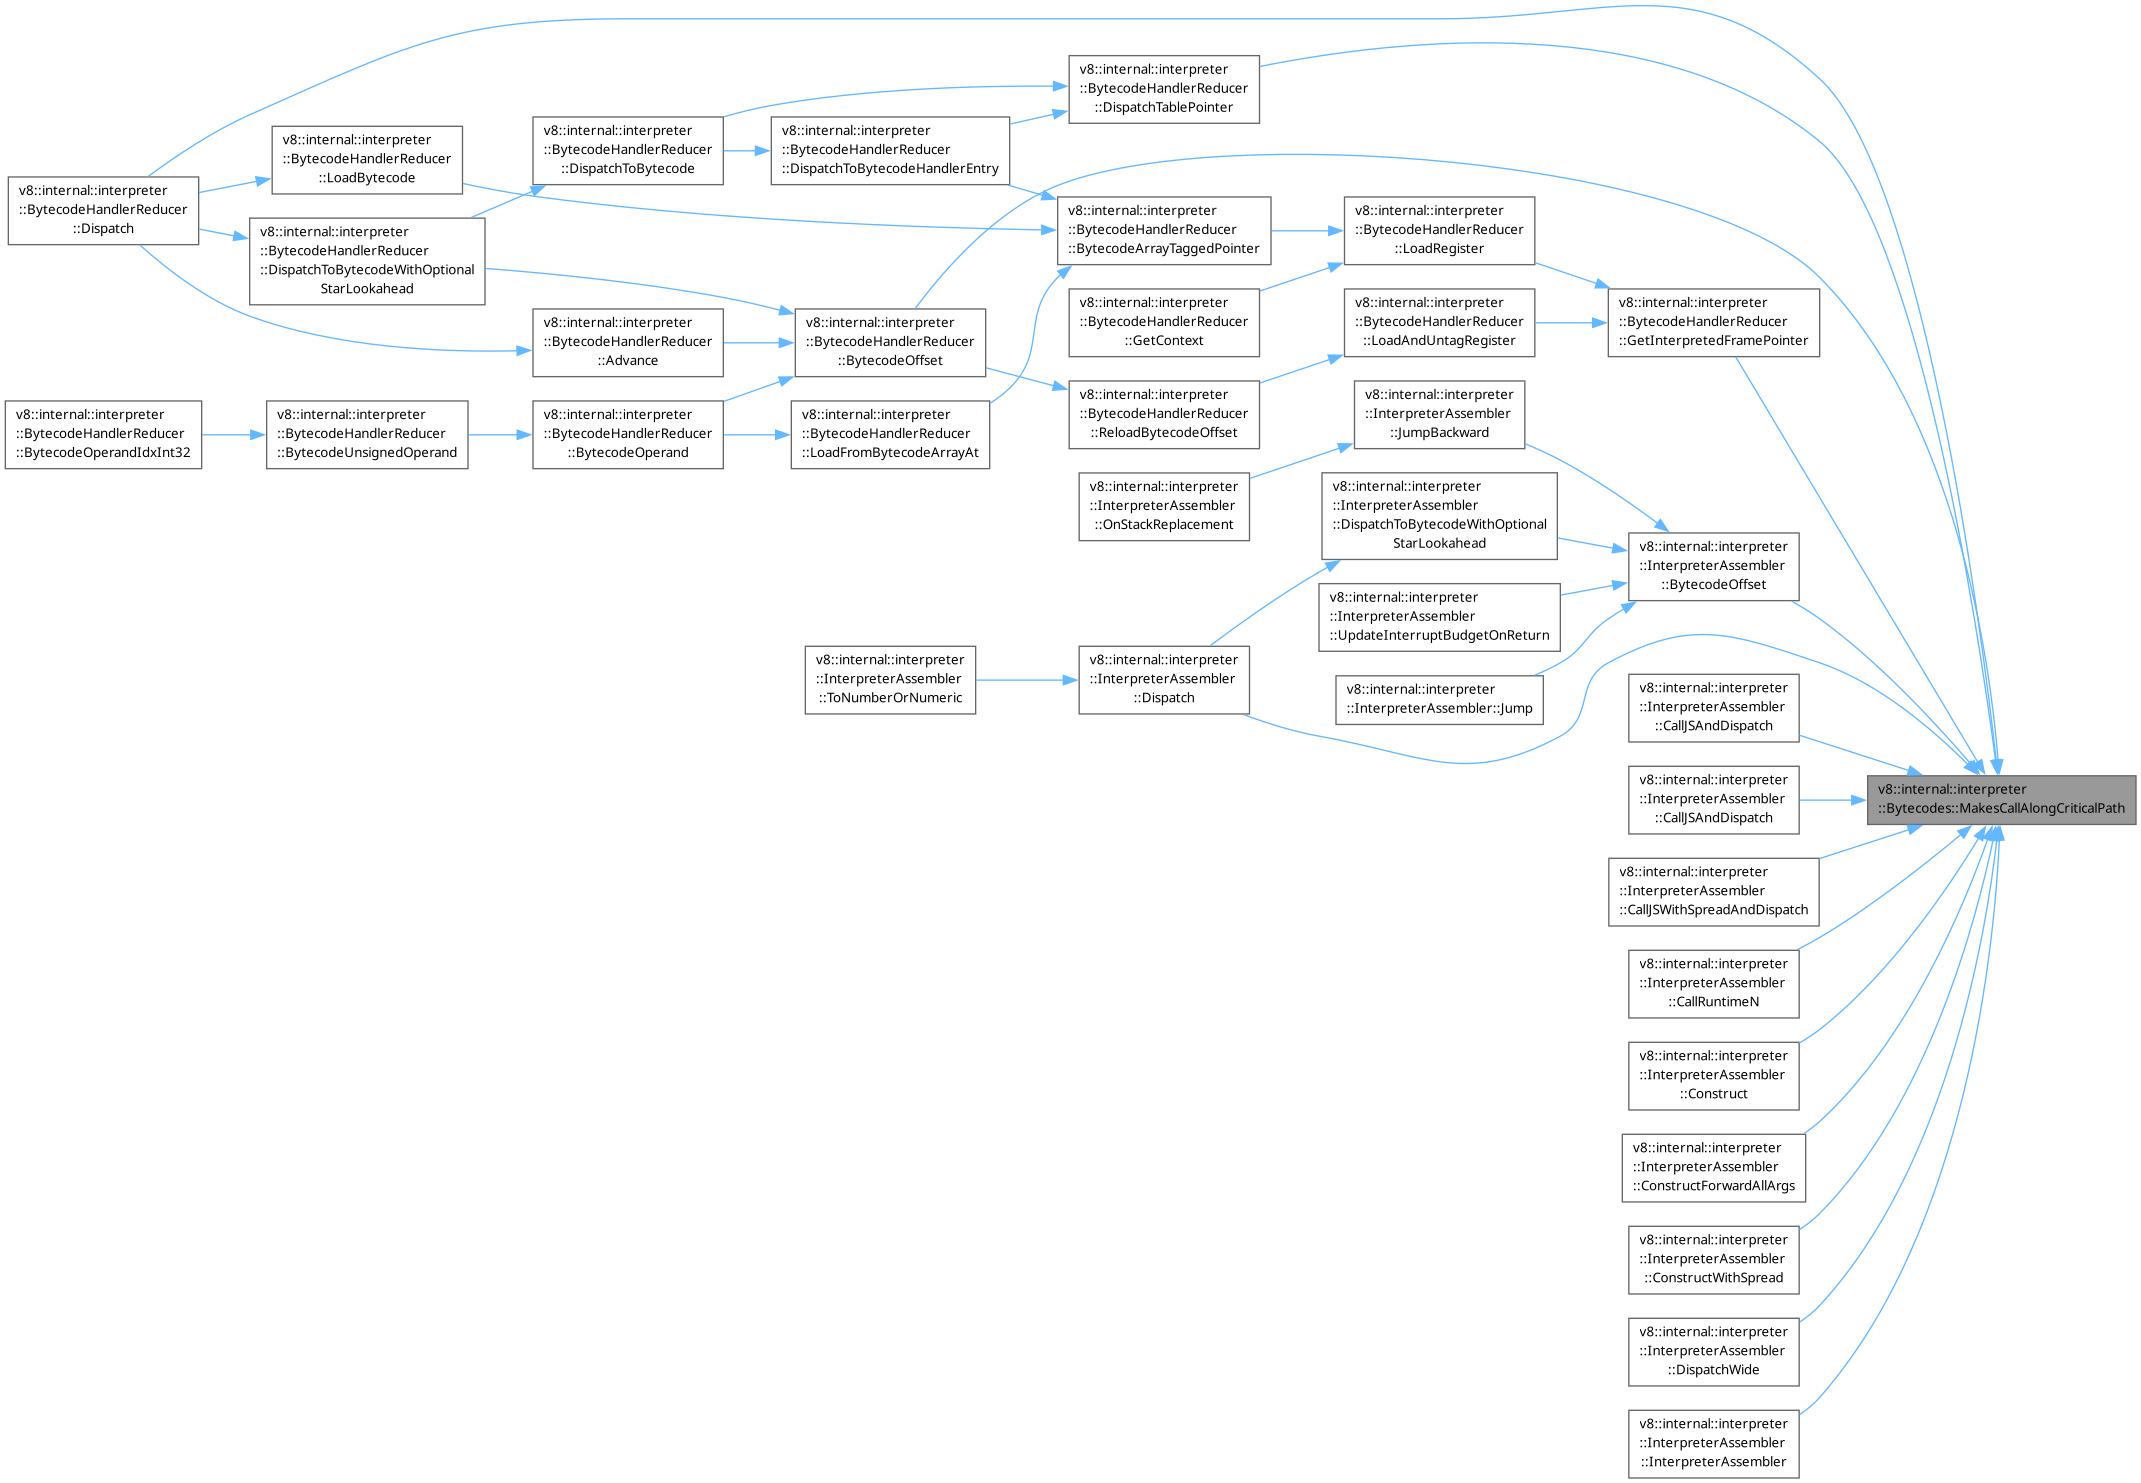 v8::internal::interpreter
::BytecodeHandlerReducer
::DispatchTablePointer
v8::internal::interpreter
::BytecodeHandlerReducer
::LoadBytecode
v8::internal::interpreter
::BytecodeHandlerReducer
::DispatchToBytecode
v8::internal::interpreter
::BytecodeHandlerReducer
::DispatchToBytecodeHandlerEntry
v8::internal::interpreter
::BytecodeHandlerReducer
::Dispatch
v8::internal::interpreter
::BytecodeHandlerReducer
::DispatchToBytecodeWithOptional
StarLookahead
v8::internal::interpreter
::BytecodeHandlerReducer
::BytecodeArrayTaggedPointer
v8::internal::interpreter
::BytecodeHandlerReducer
::LoadRegister
v8::internal::interpreter
::BytecodeHandlerReducer
::Advance
v8::internal::interpreter
::BytecodeHandlerReducer
::BytecodeOffset
v8::internal::interpreter
::BytecodeHandlerReducer
::GetContext
v8::internal::interpreter
::BytecodeHandlerReducer
::LoadAndUntagRegister
v8::internal::interpreter
::BytecodeHandlerReducer
::GetInterpretedFramePointer
v8::internal::interpreter
::BytecodeHandlerReducer
::BytecodeOperandIdxInt32
v8::internal::interpreter
::BytecodeHandlerReducer
::BytecodeUnsignedOperand
v8::internal::interpreter
::BytecodeHandlerReducer
::BytecodeOperand
v8::internal::interpreter
::BytecodeHandlerReducer
::LoadFromBytecodeArrayAt
v8::internal::interpreter
::BytecodeHandlerReducer
::ReloadBytecodeOffset
v8::internal::interpreter
::InterpreterAssembler
::JumpBackward
v8::internal::interpreter
::InterpreterAssembler
::OnStackReplacement
v8::internal::interpreter
::InterpreterAssembler
::DispatchToBytecodeWithOptional
StarLookahead
v8::internal::interpreter
::InterpreterAssembler
::BytecodeOffset
v8::internal::interpreter
::InterpreterAssembler
::UpdateInterruptBudgetOnReturn
v8::internal::interpreter
::InterpreterAssembler
::ToNumberOrNumeric
v8::internal::interpreter
::InterpreterAssembler
::Dispatch
v8::internal::interpreter
::InterpreterAssembler::Jump
v8::internal::interpreter
::InterpreterAssembler
::CallJSAndDispatch
v8::internal::interpreter
::InterpreterAssembler
::CallJSAndDispatch
v8::internal::interpreter
::Bytecodes::MakesCallAlongCriticalPath
v8::internal::interpreter
::InterpreterAssembler
::CallJSWithSpreadAndDispatch
v8::internal::interpreter
::InterpreterAssembler
::CallRuntimeN
v8::internal::interpreter
::InterpreterAssembler
::Construct
v8::internal::interpreter
::InterpreterAssembler
::ConstructForwardAllArgs
v8::internal::interpreter
::InterpreterAssembler
::ConstructWithSpread
v8::internal::interpreter
::InterpreterAssembler
::DispatchWide
v8::internal::interpreter
::InterpreterAssembler
::InterpreterAssembler